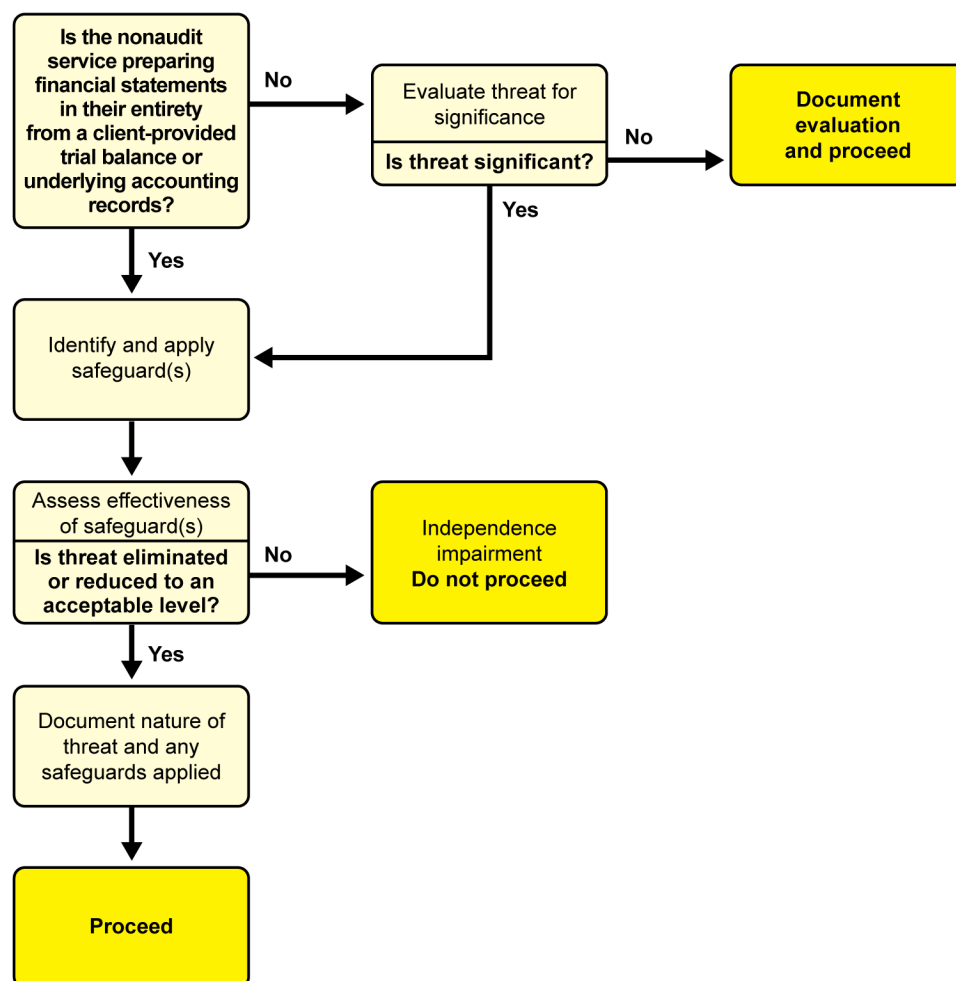 Is the nonaudit
service preparing
financial statements
in their entirety
from a client-provided
trial balance or
underlying accounting
records?
No
Evaluate threat for
significance
Is threat significant?
No
Document
evaluation
and proceed
Yes
Yes
Identify and apply
safeguard(s)
Assess effectiveness
of safeguard(s)
Is threat eliminated
or reduced to an
acceptable level?
No
Independence
impairment
Do not proceed
Yes
Document nature of
threat and any
safeguards applied
Proceed